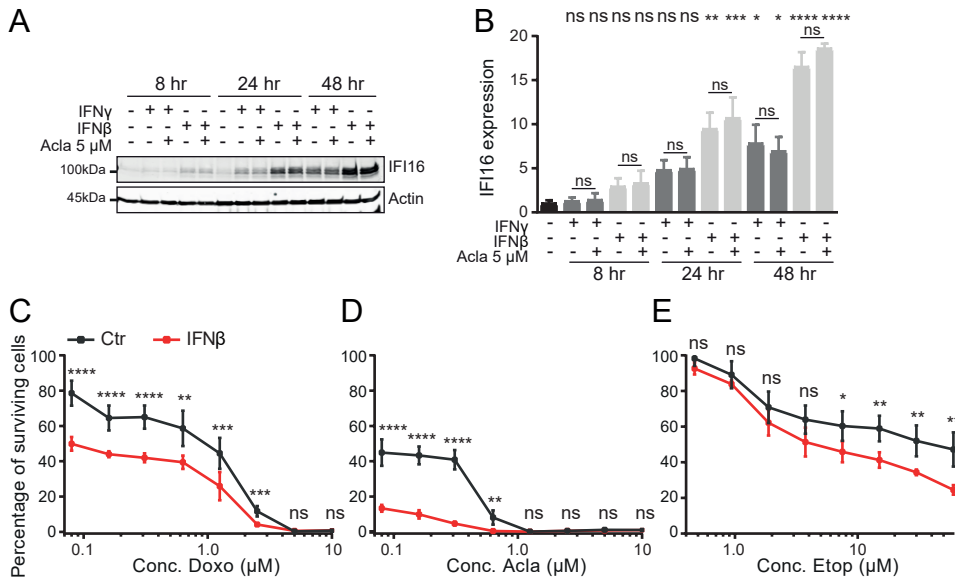 A
8 hr 24 hr 48 hr
IFNγ - + + - - - + + - - + + - -
IFNβ - - - + + - - - + + - - + +
Acla 5 µM - - + - + - - + - + - + - +
100kDa IFI16
45kDa Actin
B
ns ns ns ns ns ns ** *** * * **** ****
ns ns ns ns ns ns
IFI16 expression
20
15
10
5
0
IFNγ - + + - - + + - - + + - -
IFNβ - - - + + - - + + - - + +
Acla 5 µM - - + - + - + - + - + - +
8 hr 24 hr 48 hr
C
Ctr IFNβ
Percentage of surviving cells
100
80
60
40
20
0
**** **** **** ** *** *** ns ns
0.1 1.0 10
Conc. Doxo (µM)
D
100
80
60
40
20
0
**** **** **** ** ns ns ns ns
0.1 1.0 10
Conc. Acla (µM)
E
100
80
60
40
20
0
ns ns ns ns * ** ** **
1.0 10
Conc. Etop (µM)